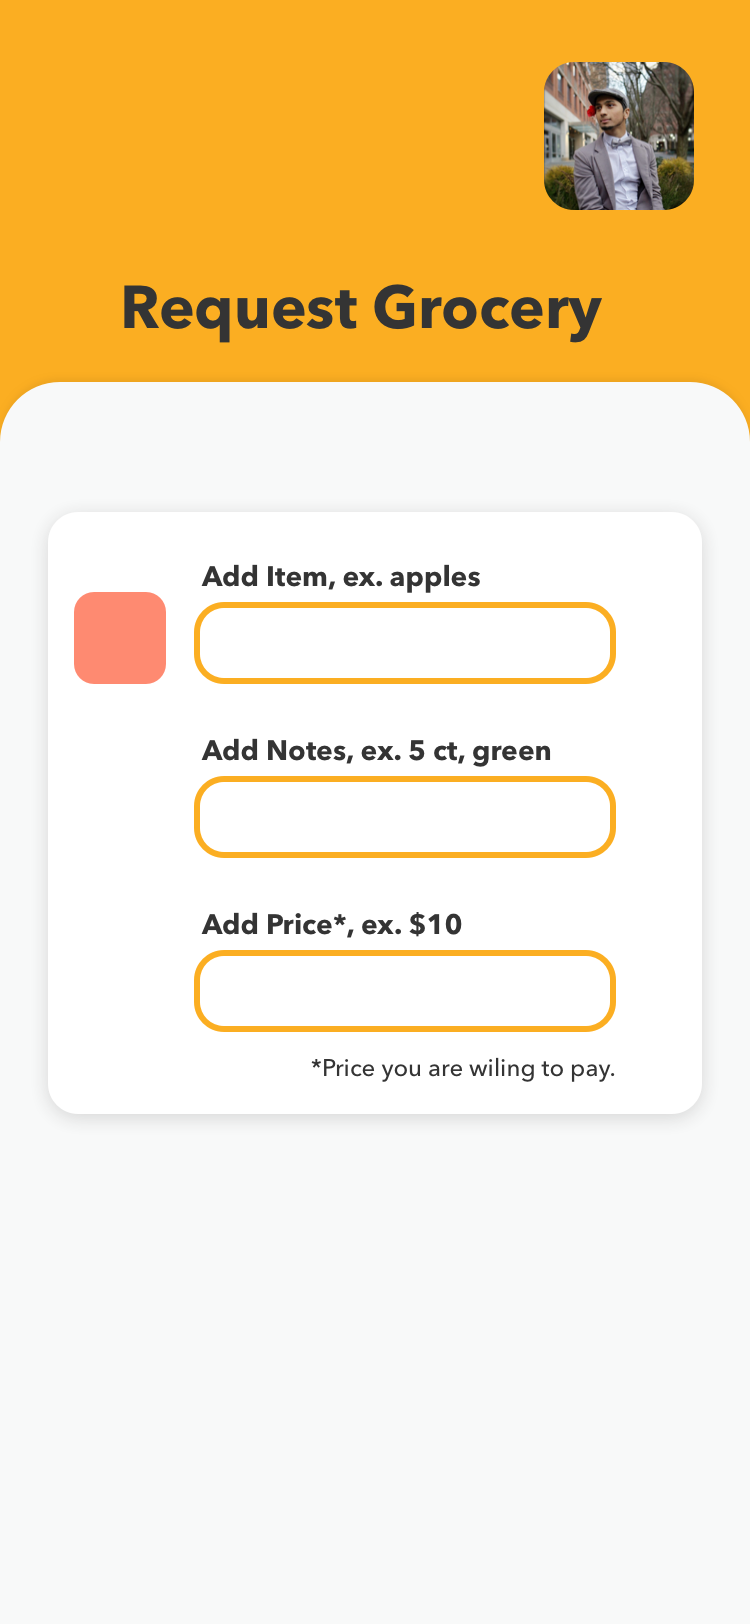 Request Grocery
Add Item, ex. apples
Add Notes, ex. 5 ct, green
Add Price*, ex. $10
*Price you are wiling to pay.